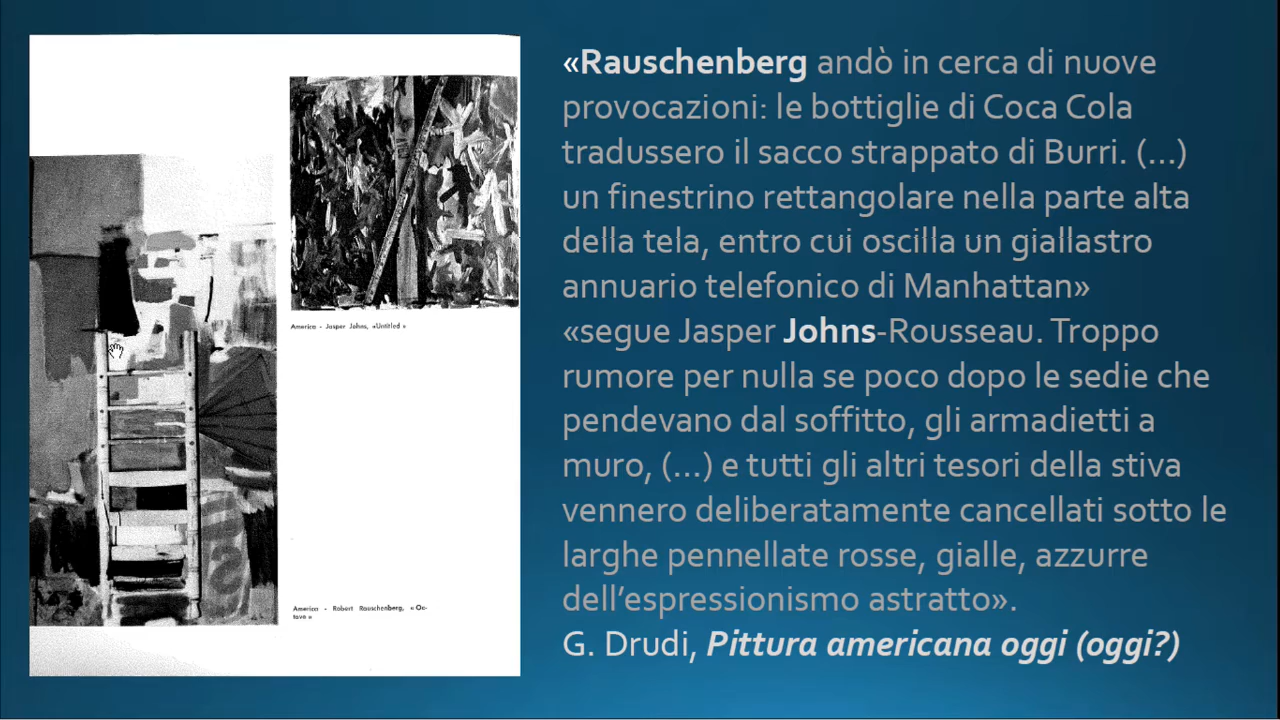 America - Jasper Johns, «Untitled »
America - Robert Rauschenberg, « Oc-
tave »
«Rauschenberg andò in cerca di nuove
provocazioni: le bottiglie di Coca Cola
tradussero il sacco strappato di Burri. (...)
un finestrino rettangolare nella parte alta
della tela, entro cui oscilla un giallastro
annuario telefonico di Manhattan»
«segue Jasper Johns-Rousseau. Troppo
rumore per nulla se poco dopo le sedie che
pendevano dal soffitto, gli armadietti a
muro, (...) e tutti gli altri tesori della stiva
vennero deliberatamente cancellati sotto le
larghe pennellate rosse, gialle, azzurre
dell’espressionismo astratto».
G. Drudi, Pittura americana oggi (oggi?)